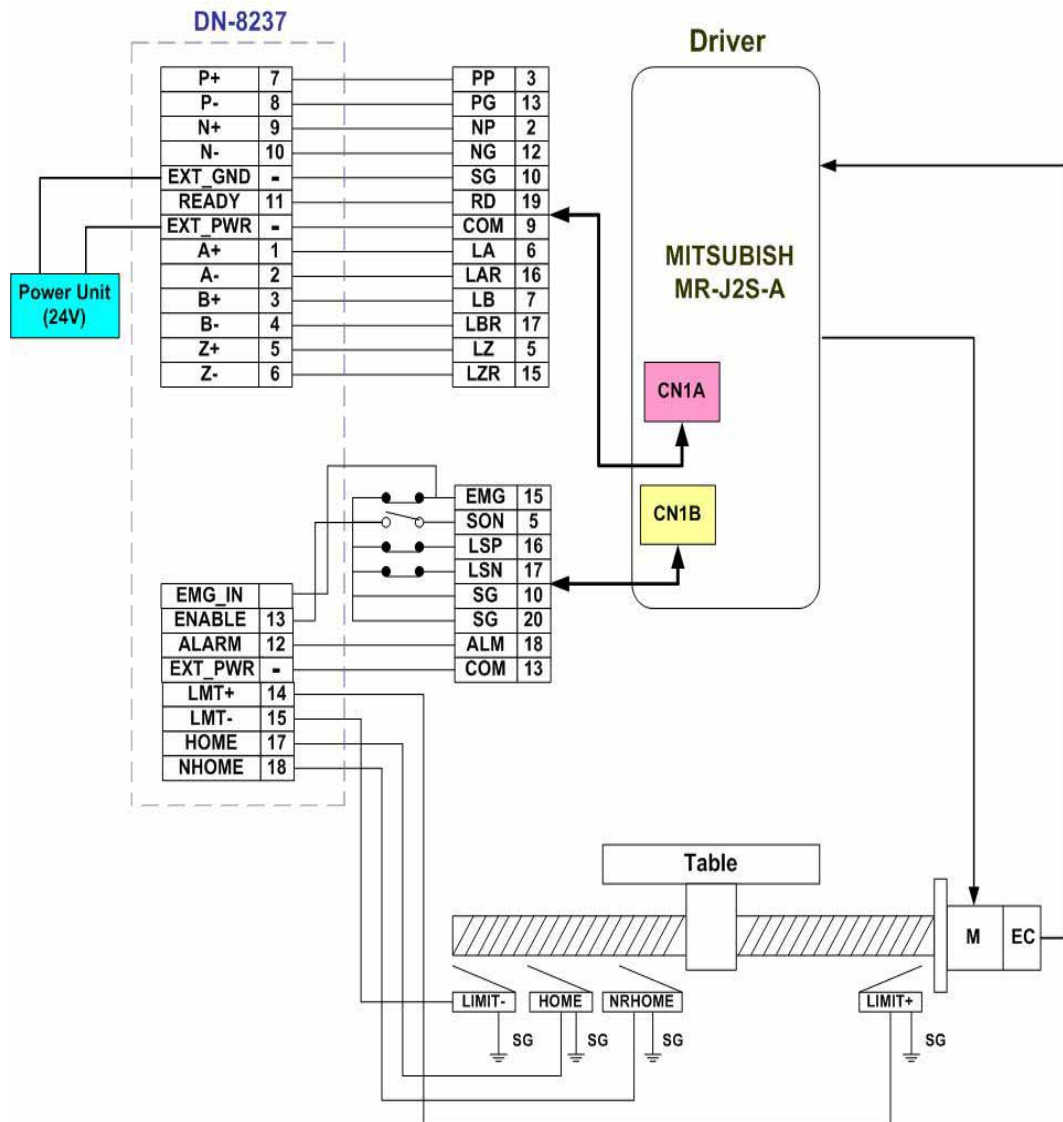 DN-8237
Driver
P+ 7 PP 3
P- 8 PG 13
N+ 9 NP 2
N- 10 NG 12
EXT_GND - SG 10
READY 11 RD 19
EXT_PWR - COM 9
A+ 1 LA 6
A- 2 LAR 16
B+ 3 LB 7
B- 4 LBR 17
Z+ 5 LZ 5
Z- 6 LZR 15
Power Unit
(24V)
MITSUBISH
MR-J2S-A
CN1A
CN1B
EMG 15
SON 5
LSP 16
LSN 17
SG 10
SG 20
ALM 18
COM 13
EMG_IN
ENABLE 13
ALARM 12
EXT_PWR -
LMT+ 14
LMT- 15
HOME 17
NHOME 18
Table
M EC
LIMIT- HOME NRHOME LIMIT+
SG SG SG SG